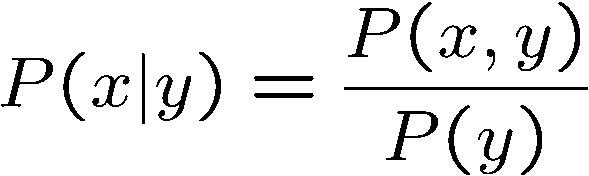 P(x|y) = P(x, y) / P(y)